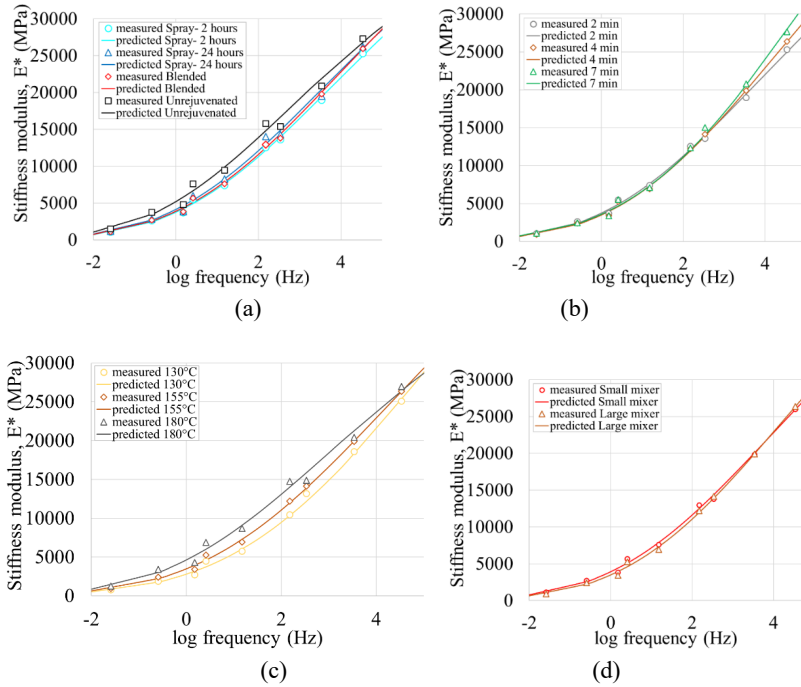 30000
25000
20000
15000
10000
5000
0
Stiffness modulus, E* (MPa)
measured Spray- 2 hours
predicted Spray- 2 hours
measured Spray- 24 hours
predicted Spray- 24 hours
measured Blended
predicted Blended
measured Unrejuvenated
predicted Unrejuvenated
-2 0 2 4
log frequency (Hz)
(a)
30000
25000
20000
15000
10000
5000
0
Stiffness modulus, E* (MPa)
measured 2 min
predicted 2 min
measured 4 min
predicted 4 min
measured 7 min
predicted 7 min
-2 0 2 4
log frequency (Hz)
(b)
30000
25000
20000
15000
10000
5000
0
Stiffness modulus, E* (MPa)
measured 130°C
predicted 130°C
measured 155°C
predicted 155°C
measured 180°C
predicted 180°C
-2 0 2 4
log frequency (Hz)
(c)
30000
25000
20000
15000
10000
5000
0
Stiffness modulus, E* (MPa)
measured Small mixer
predicted Small mixer
measured Large mixer
predicted Large mixer
-2 0 2 4
log frequency (Hz)
(d)